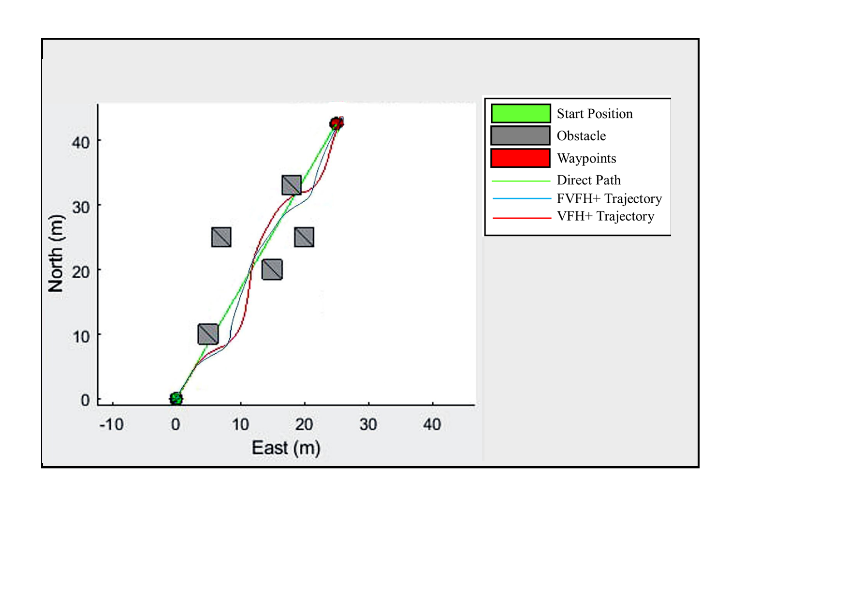 Start Position
Obstacle
Waypoints
Direct Path
FVFH+ Trajectory
VFH+ Trajectory
North (m)
40
30
20
10
0
-10 0 10 20 30 40
East (m)